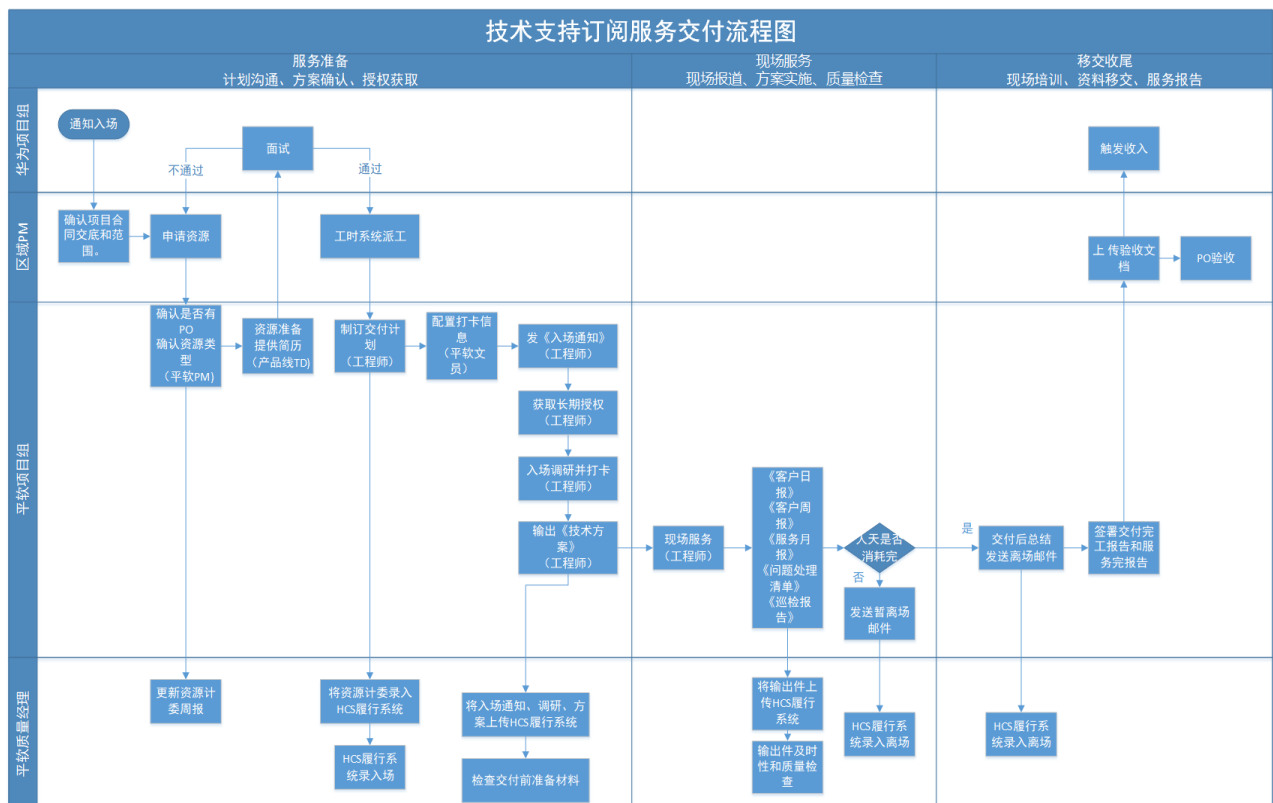 技术支持订阅服务交付流程图
服务准备
计划沟通、方案确认、授权获取
现场服务
现场报道、方案实施、质量检查
移交收尾
现场培训、资料移交、服务报告
华为项目组
通知入场
面试
不通过
通过
触发收入
区域PM
确认项目合
同交底和范
围。
申请资源
工时系统派工
上 传验收文
档
PO验收
平软项目组
确认是否有
PO
确认资源类
型
（平软PM)
资源准备
提供简历
（产品线TD)
制订交付计
划
（工程师）
配置打卡信
息
（平软文
员）
发《入场通知》
（工程师）
获取长期授权
（工程师）
入场调研并打卡
（工程师）
输出《技术方
案》
（工程师）
现场服务
（工程师）
《客户日
报》
《客户周
报》
《服务月
报》
《问题处理
清单》
《巡检报
告》
人天是否
消耗完
是
否
发送暂离场
邮件
交付后总结
发送离场邮件
签署交付完
工报告和服
务完报告
平软质量经理
更新资源计
委周报
将资源计委录入
HCS履行系统
HCS履行系
统录入场
将入场通知、调研、方
案上传HCS履行系统
检查交付前准备材料
将输出件上
传HCS履行
系统
输出件及时
性和质量检
查
HCS履行系
统录入离场
HCS履行系
统录入离场